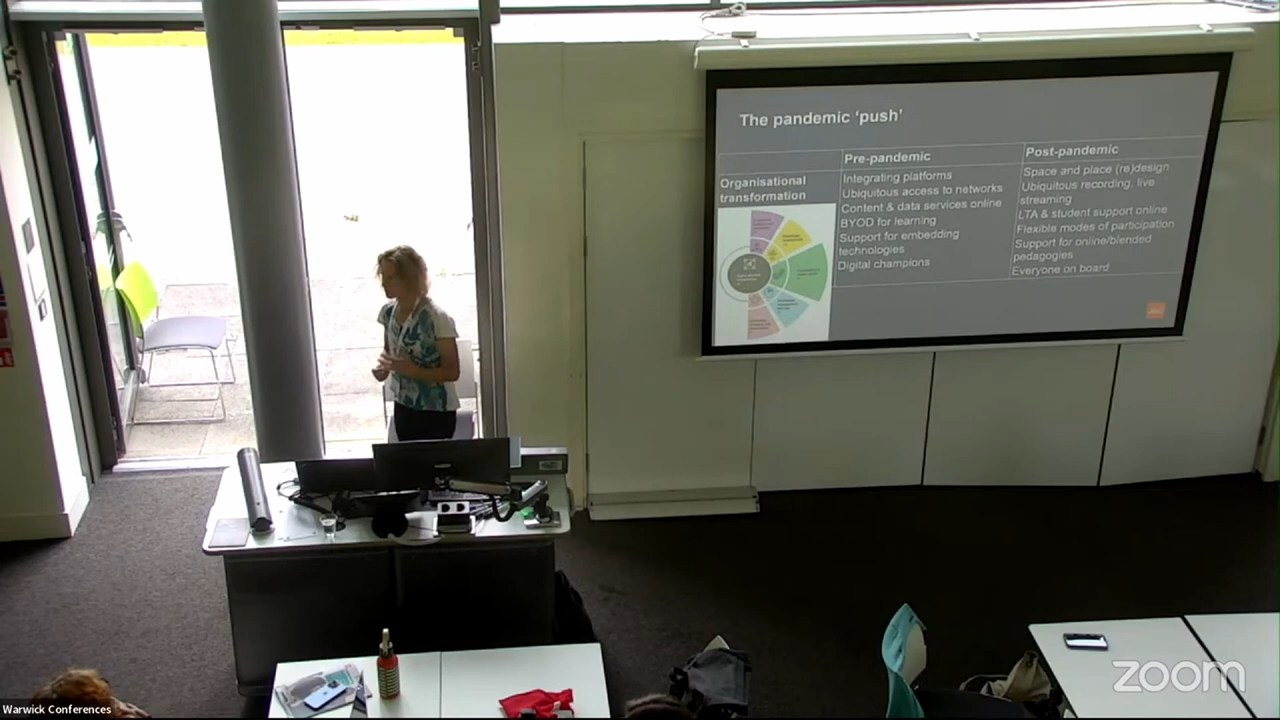 The pandemic 'push'
Pre-pandemic
Post-pandemic
Organisational
transformation
Integrating platforms
Ubiquitous access to networks
Content & data services online
BYOD for learning
Support for embedding
technologies
Digital champions
Space and place (re)design
Ubiquitous recording, live
streaming
LTA & student support online
Flexible modes of participation
Support for online/blended
pedagogies
Everyone on board
zoom
Warwick Conferences